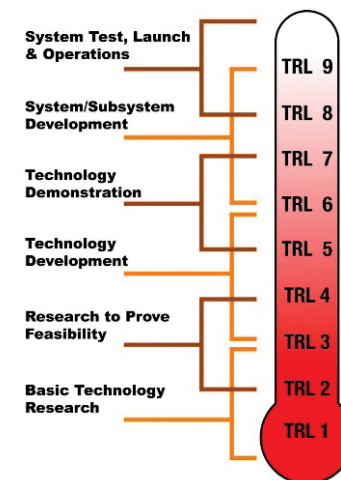 System Test, Launch
& Operations
System/Subsystem
Development
Technology
Demonstration
Technology
Development
Research to Prove
Feasibility
Basic Technology
Research
TRL 9
TRL 8
TRL 7
TRL 6
TRL 5
TRL 4
TRL 3
TRL 2
TRL 1